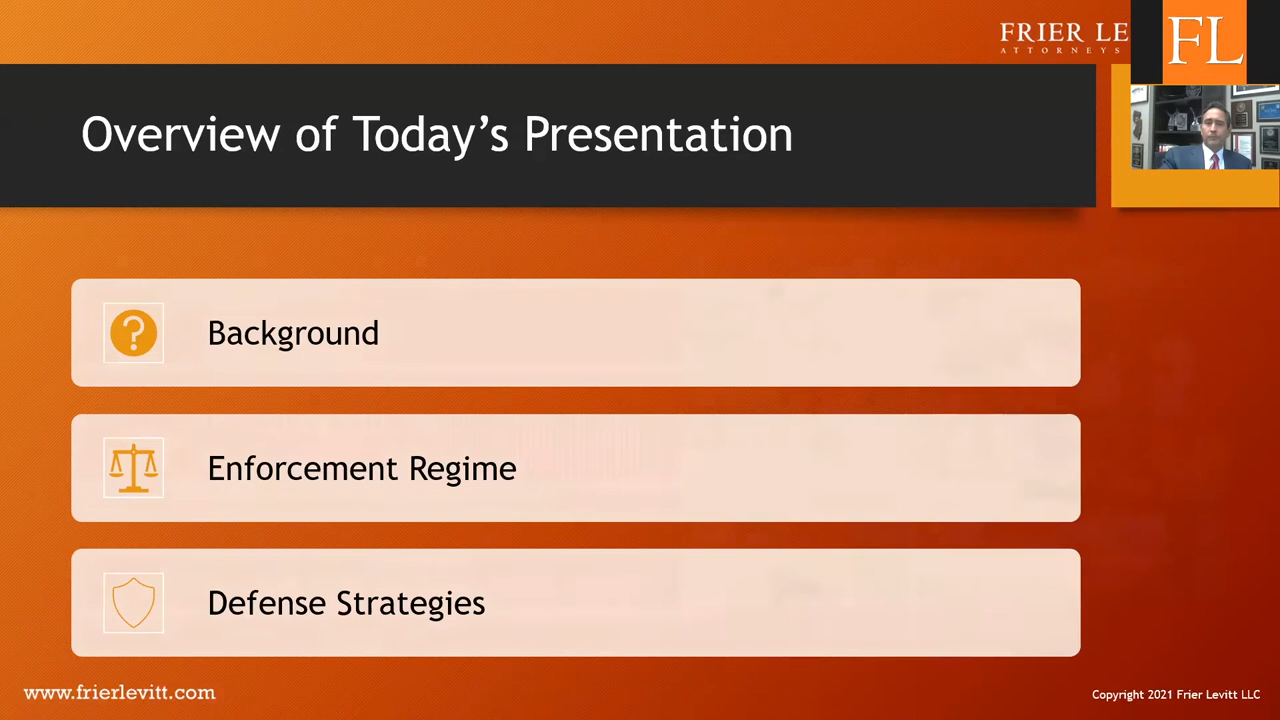 FRIER LE
ATTORNEYS
FL
Overview of Today's Presentation
?
Background
Enforcement Regime
Defense Strategies
www.frierlevitt.com
Copyright 2021 Frier Levitt LLC